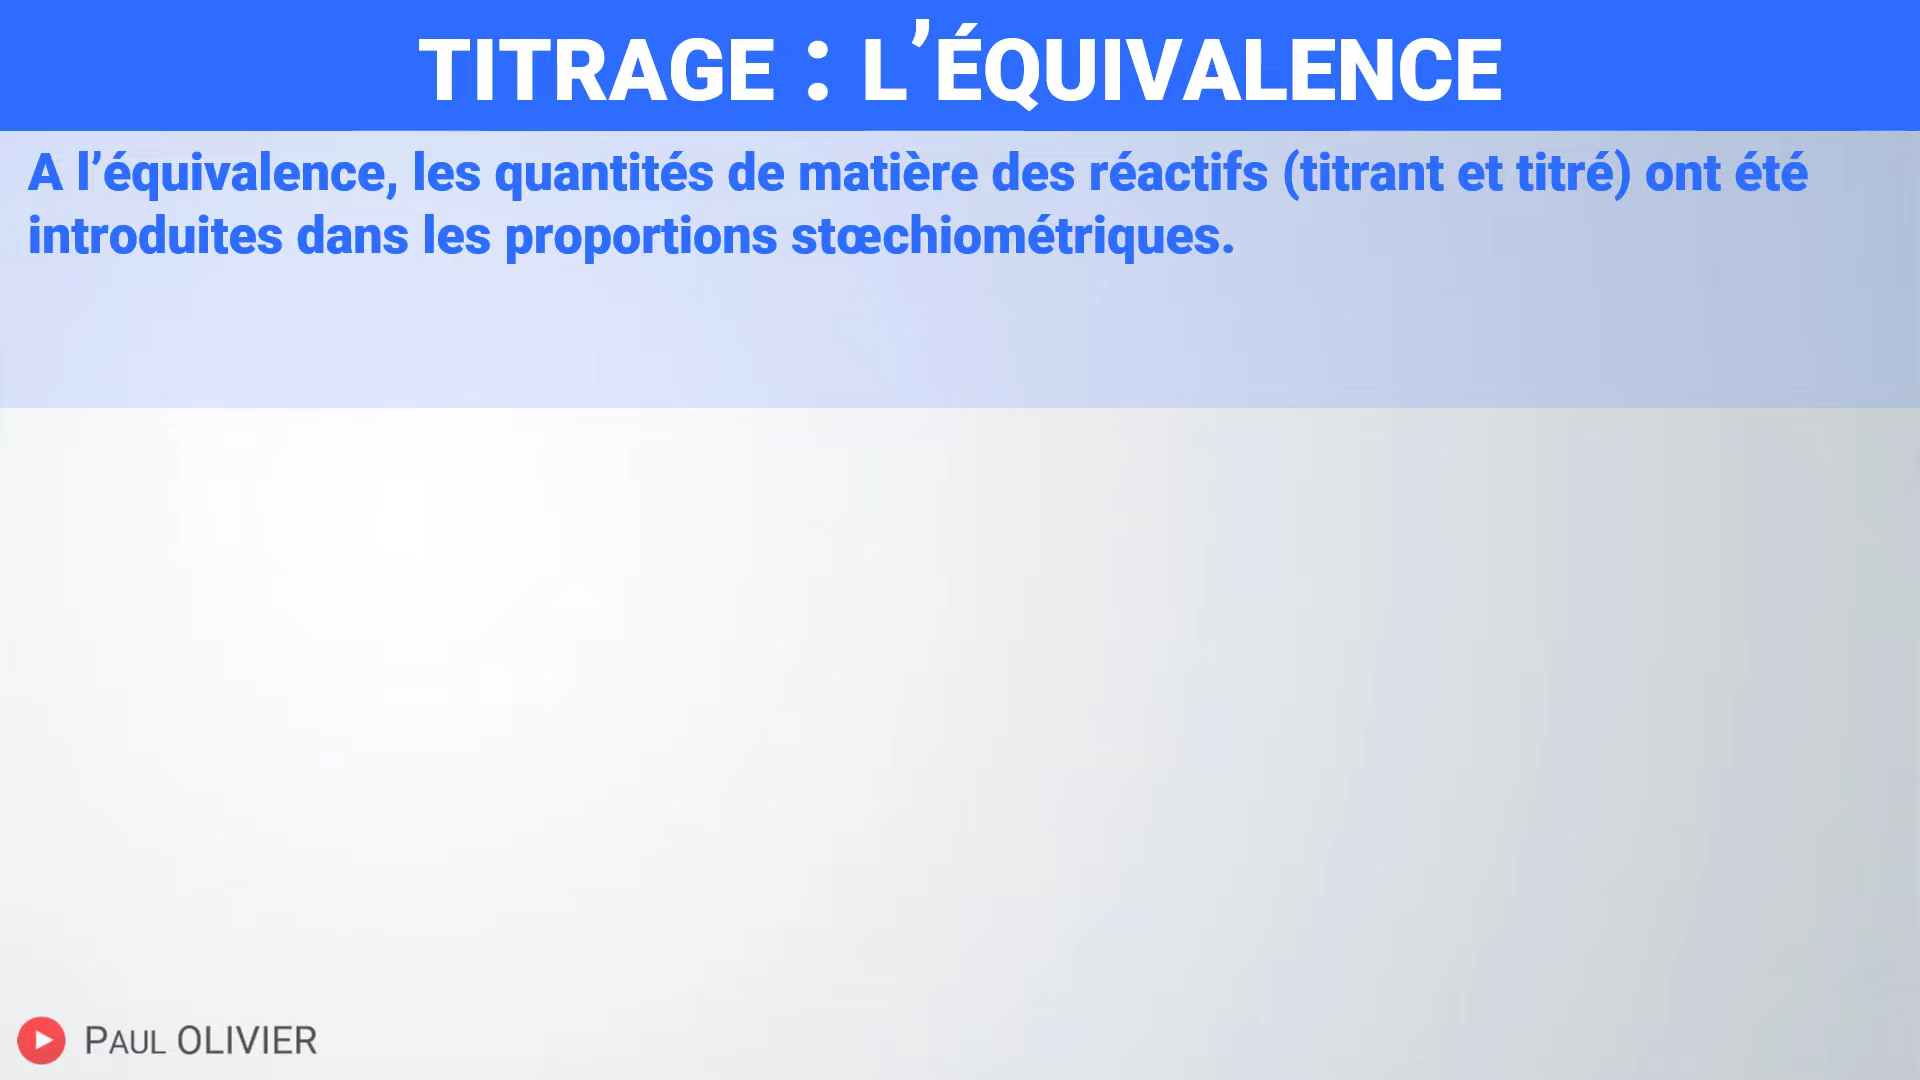 TITRAGE : L’ÉQUIVALENCE
A l’équivalence, les quantités de matière des réactifs (titrant et titré) ont été
introduites dans les proportions stœchiométriques.
PAUL OLIVIER